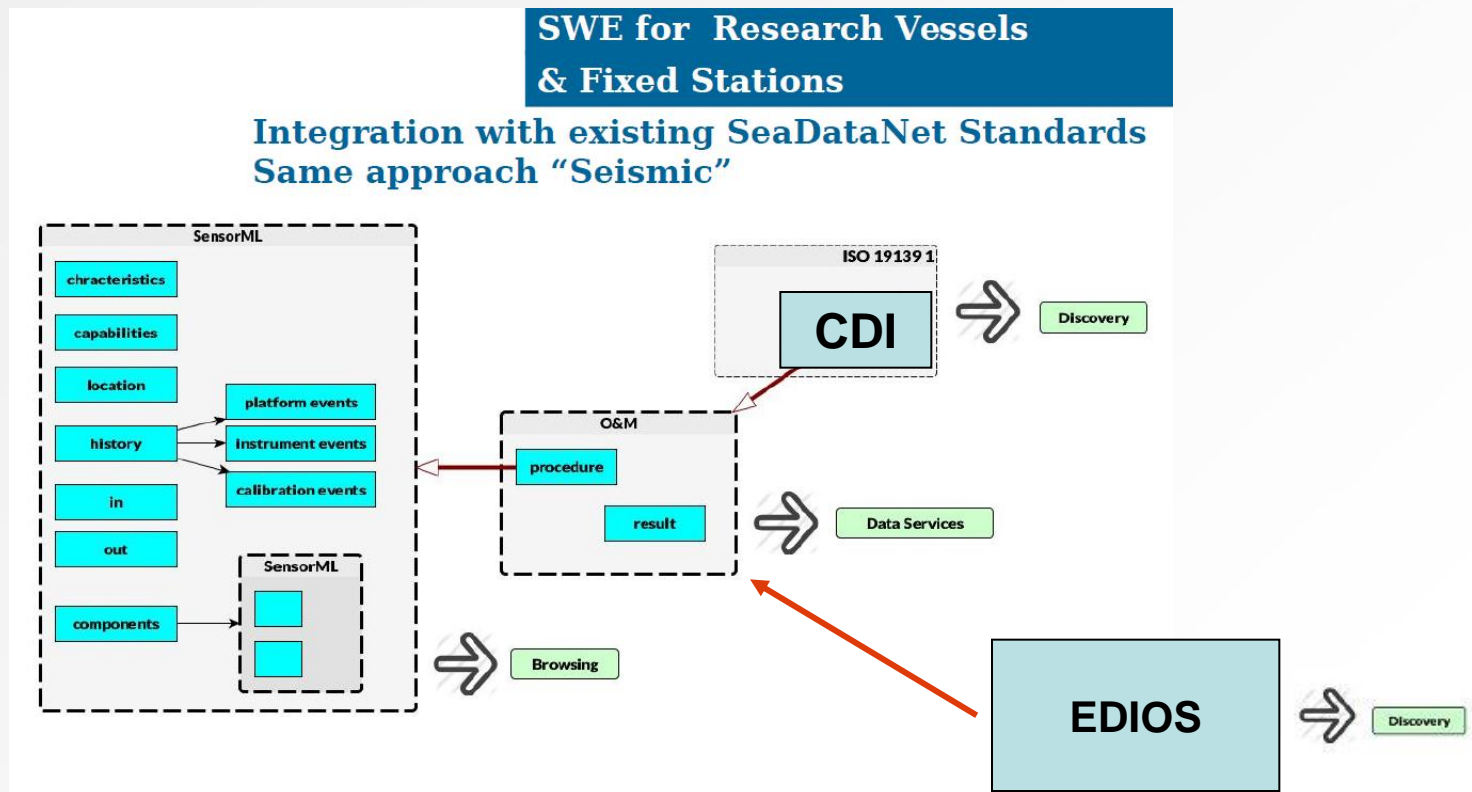 SWE for Research Vessels
& Fixed Stations
Integration with existing SeaDataNet Standards
Same approach “Seismic”
SensorML
chracteristics
capabilities
location
history
in
out
components
platform events
instrument events
calibration events
SensorML
Browsing
O&M
procedure
result
Data Services
ISO 19139 1
CDI
Discovery
EDIOS
Discovery